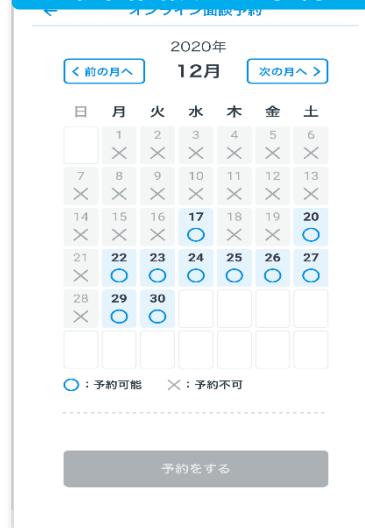 オンライン面談予約
2020年
< 前の月へ 12月 次の月へ >
日 月 火 水 木 金 土
1 2 3 4 5 6
7 8 9 10 11 12 13
14 15 16 17 18 19 20
21 22 23 24 25 26 27
28 29 30
◯：予約可能 ×：予約不可
予約をする